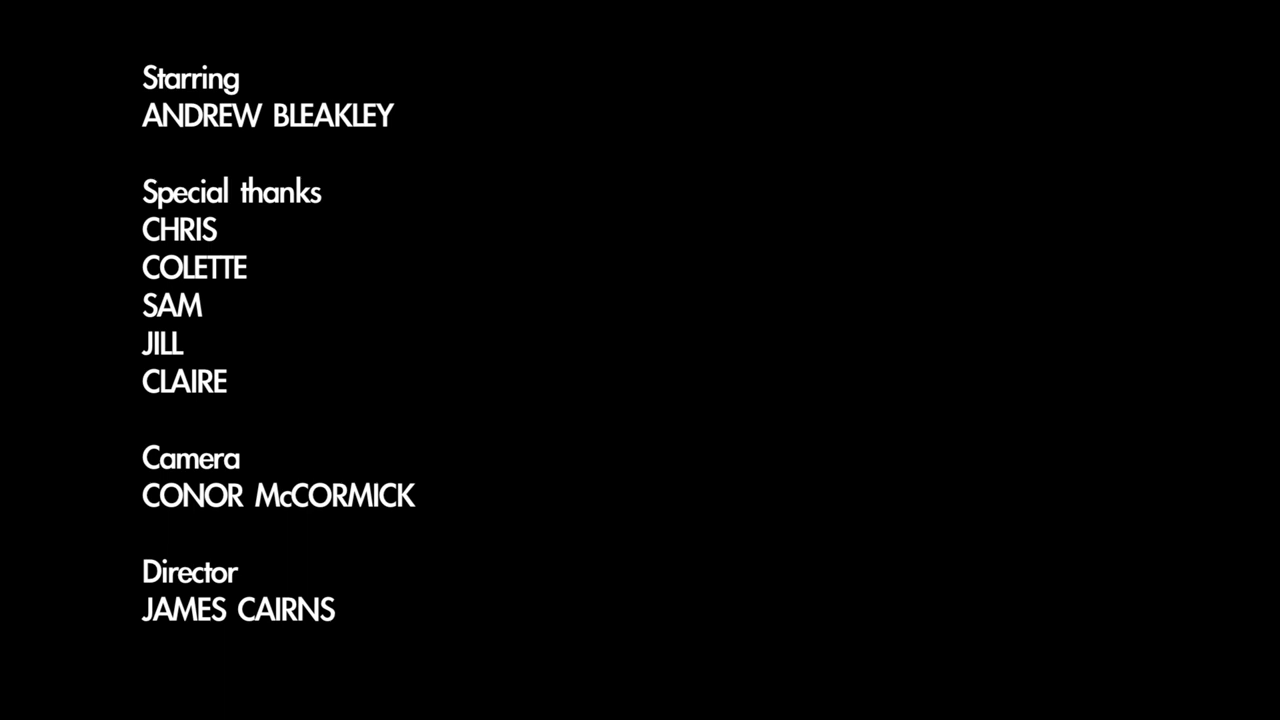 Starring
ANDREW BLEAKLEY
Special thanks
CHRIS
COLETTE
SAM
JILL
CLAIRE
Camera
CONOR McCORMICK
Director
JAMES CAIRNS